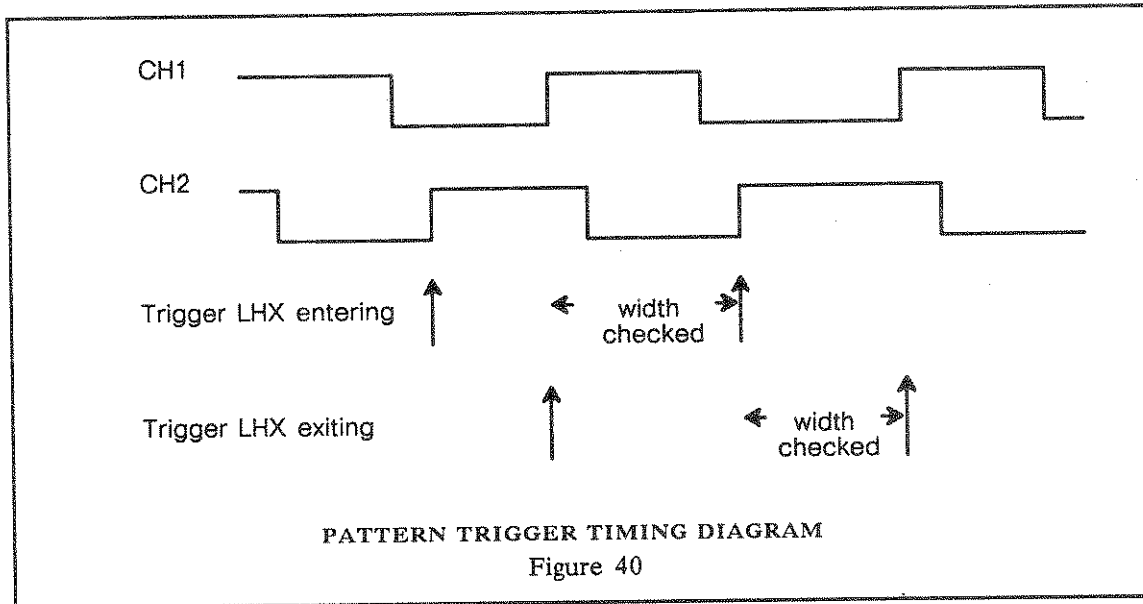 CH1
CH2
Trigger LHX entering
width
checked
Trigger LHX exiting
width
checked
PATTERN TRIGGER TIMING DIAGRAM
Figure 40